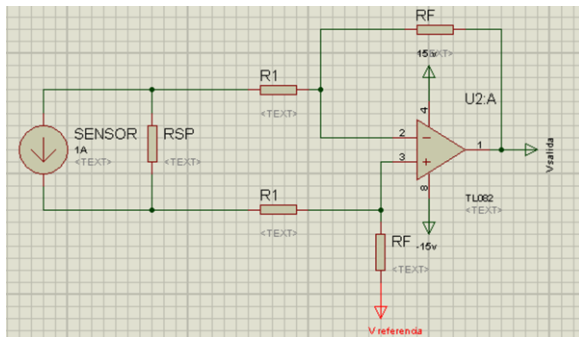 RF
<TEXT>
15v
R1
<TEXT>
U2:A
4
SENSOR
1A
<TEXT>
RSP
<TEXT>
2
3
1
8
Vsalida
TL082
<TEXT>
R1
<TEXT>
RF
<TEXT>
-15v
V referencia